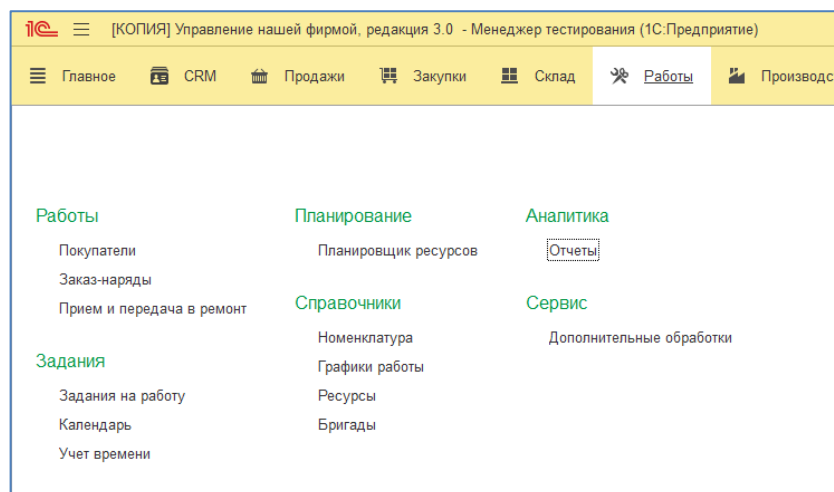 1С [КОПИЯ] Управление нашей фирмой, редакция 3.0 - Менеджер тестирования (1С:Предприятие)
Главное CRM Продажи Закупки Склад Работы Производс
Работы
Покупатели
Заказ-наряды
Прием и передача в ремонт
Задания
Задания на работу
Календарь
Учет времени
Планирование
Планировщик ресурсов
Справочники
Номенклатура
Графики работы
Ресурсы
Бригады
Аналитика
Отчеты
Сервис
Дополнительные обработки